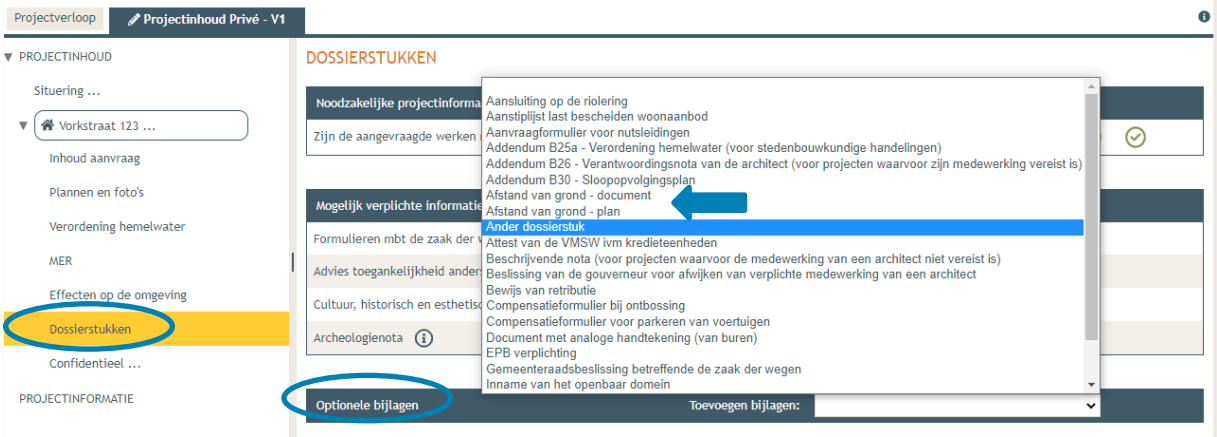 Projectverloop
Projectinhoud Privé - V1
PROJECTINHOUD
Situering ...
Vorkstraat 123 ...
Inhoud aanvraag
Plannen en foto's
Verordening hemelwater
MER
Effecten op de omgeving
Dossierstukken
Confidentieel ...
PROJECTINFORMATIE
DOSSIERSTUKKEN
Noodzakelijke projectinforma
Zijn de aangevraagde werken
Mogelijk verplichte informatie
Formulieren mbt de zaak der
Advies toegankelijkheid anders
Cultuur, historisch en esthetisc
Archeologienota
Optionele bijlagen
Toevoegen bijlagen:
Aansluiting op de riolering
Aanstiplijst last bescheiden woonaanbod
Aanvraagformulier voor nutsleidingen
Addendum B25a - Verordening hemelwater (voor stedenbouwkundige handelingen)
Addendum B26 - Verantwoordingsnota van de architect (voor projecten waarvoor zijn medewerking vereist is)
Addendum B30 - Sloopopvolgingsplan
Afstand van grond - document
Afstand van grond - plan
Ander dossierstuk
Attest van de VMSW ivm kredieteenheden
Beschrijvende nota (voor projecten waarvoor de medewerking van een architect niet vereist is)
Beslissing van de gouverneur voor afwijken van verplichte medewerking van een architect
Bewijs van retributie
Compensatieformulier bij ontbossing
Compensatieformulier voor parkeren van voertuigen
Document met analoge handtekening (van buren)
EPB verplichting
Gemeenteraadsbeslissing betreffende de zaak der wegen
Inname van het openbaar domein